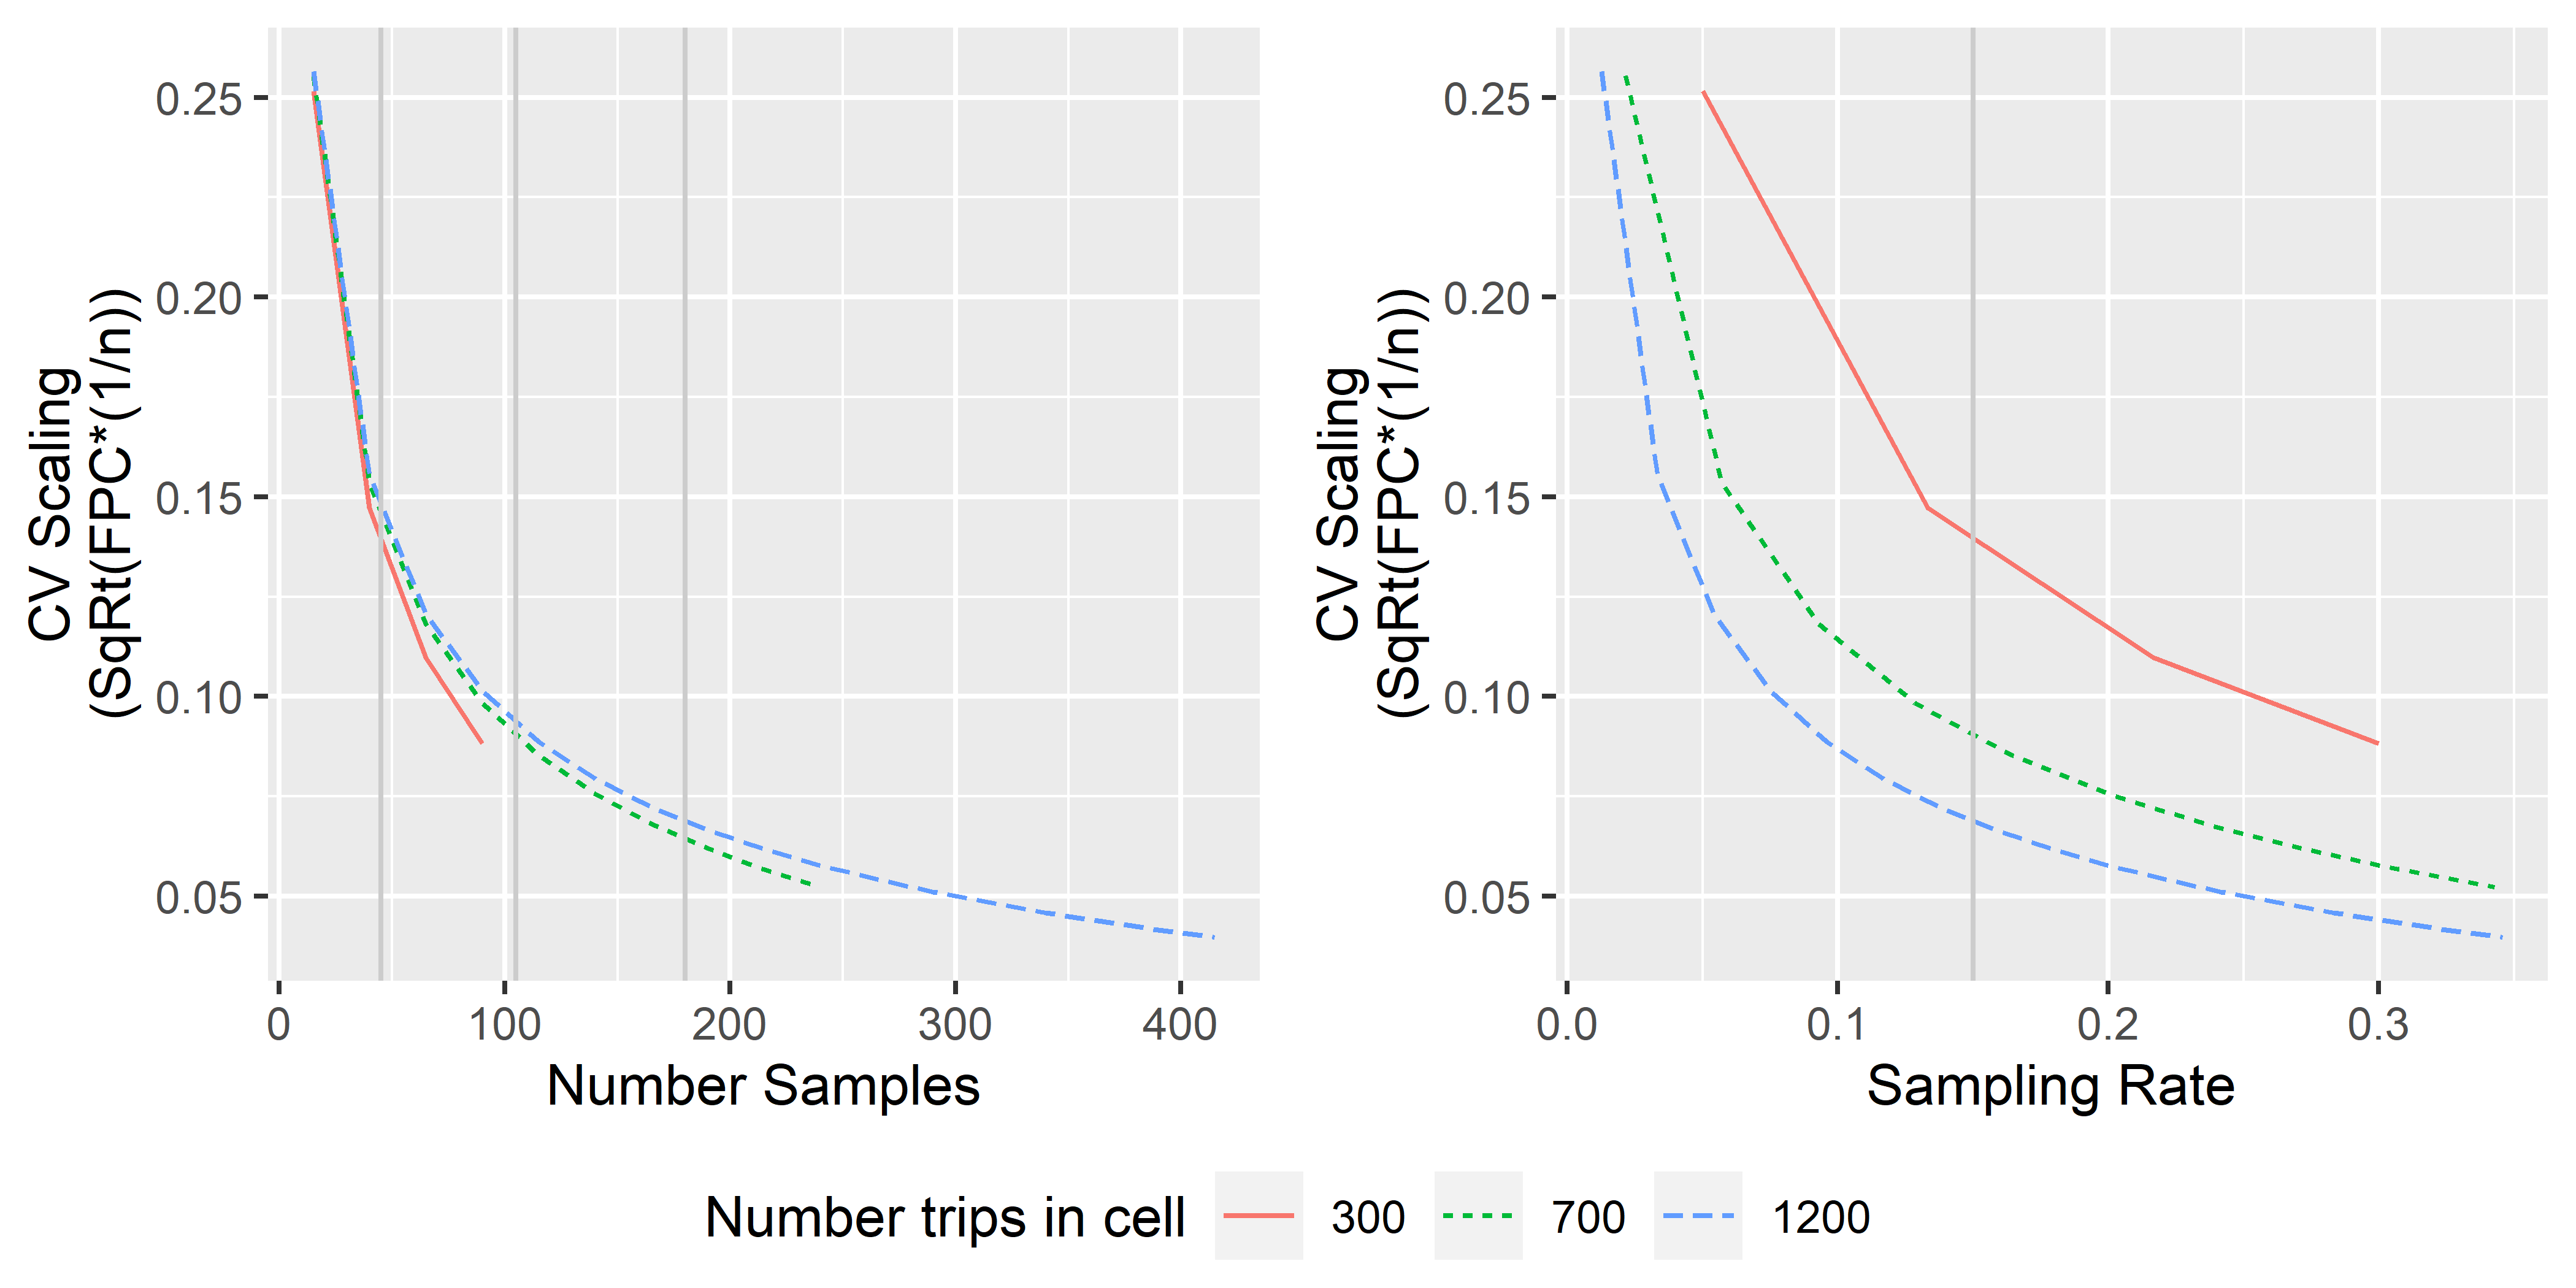 CV Scaling
(SqRt(FPC*(1/n))
0.25
0.20
0.15
0.10
0.05
0 100 200 300 400
Number Samples
CV Scaling
(SqRt(FPC*(1/n))
0.25
0.20
0.15
0.10
0.05
0.0 0.1 0.2 0.3
Sampling Rate
Number trips in cell 300 700 1200